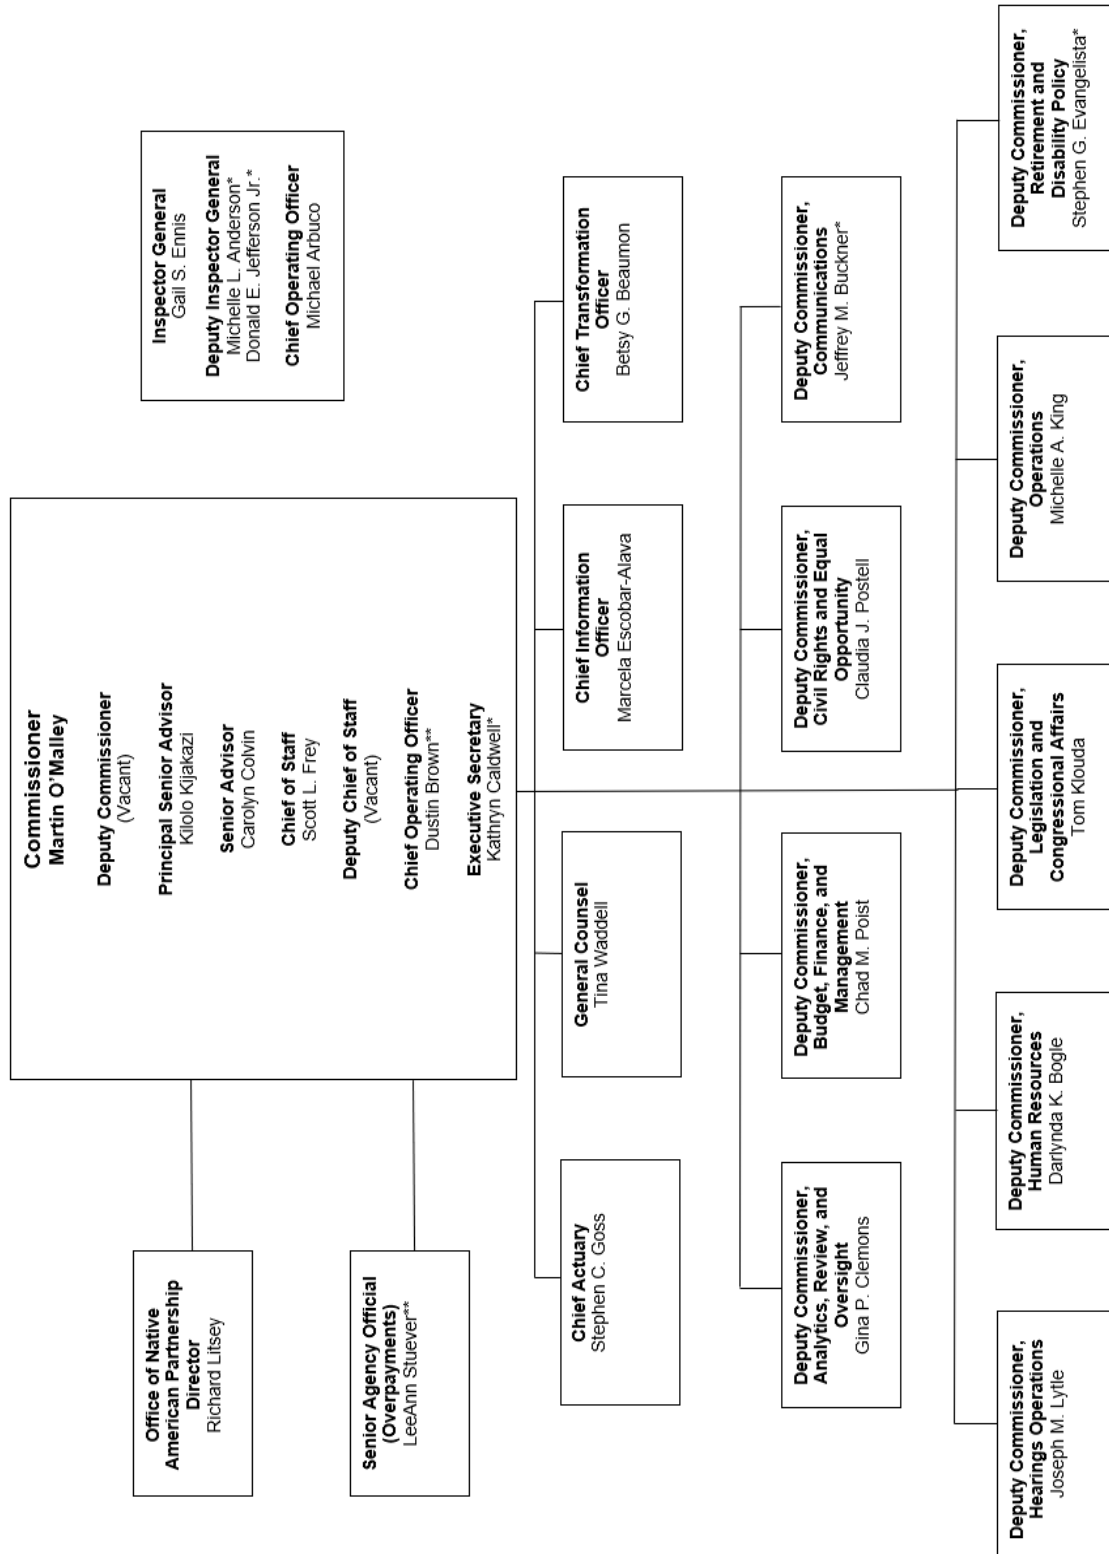 Commissioner
Martin O'Malley
Deputy Commissioner
(Vacant)
Principal Senior Advisor
Kilolo Kijakazi
Senior Advisor
Carolyn Colvin
Chief of Staff
Scott L. Frey
Deputy Chief of Staff
(Vacant)
Chief Operating Officer
Dustin Brown**
Executive Secretary
Kathryn Caldwell*
Office of Native
American Partnership
Director
Richard Litsey
Senior Agency Official
(Overpayments)
LeeAnn Stuever**
Inspector General
Gail S. Ennis
Deputy Inspector General
Michelle L. Anderson*
Donald E. Jefferson Jr.*
Chief Operating Officer
Michael Arbuco
Chief Actuary
Stephen C. Goss
General Counsel
Tina Waddell
Chief Information
Officer
Marcela Escobar-Alava
Chief Transformation
Officer
Betsy G. Beaumon
Deputy Commissioner,
Analytics, Review, and
Oversight
Gina P. Clemons
Deputy Commissioner,
Budget, Finance, and
Management
Chad M. Poist
Deputy Commissioner,
Civil Rights and Equal
Opportunity
Claudia J. Postell
Deputy Commissioner,
Communications
Jeffrey M. Buckner*
Deputy Commissioner,
Hearings Operations
Joseph M. Lytle
Deputy Commissioner,
Human Resources
Darlynda K. Bogle
Deputy Commissioner,
Legislation and
Congressional Affairs
Tom Klouda
Deputy Commissioner,
Operations
Michelle A. King
Deputy Commissioner,
Retirement and
Disability Policy
Stephen G. Evangelista*